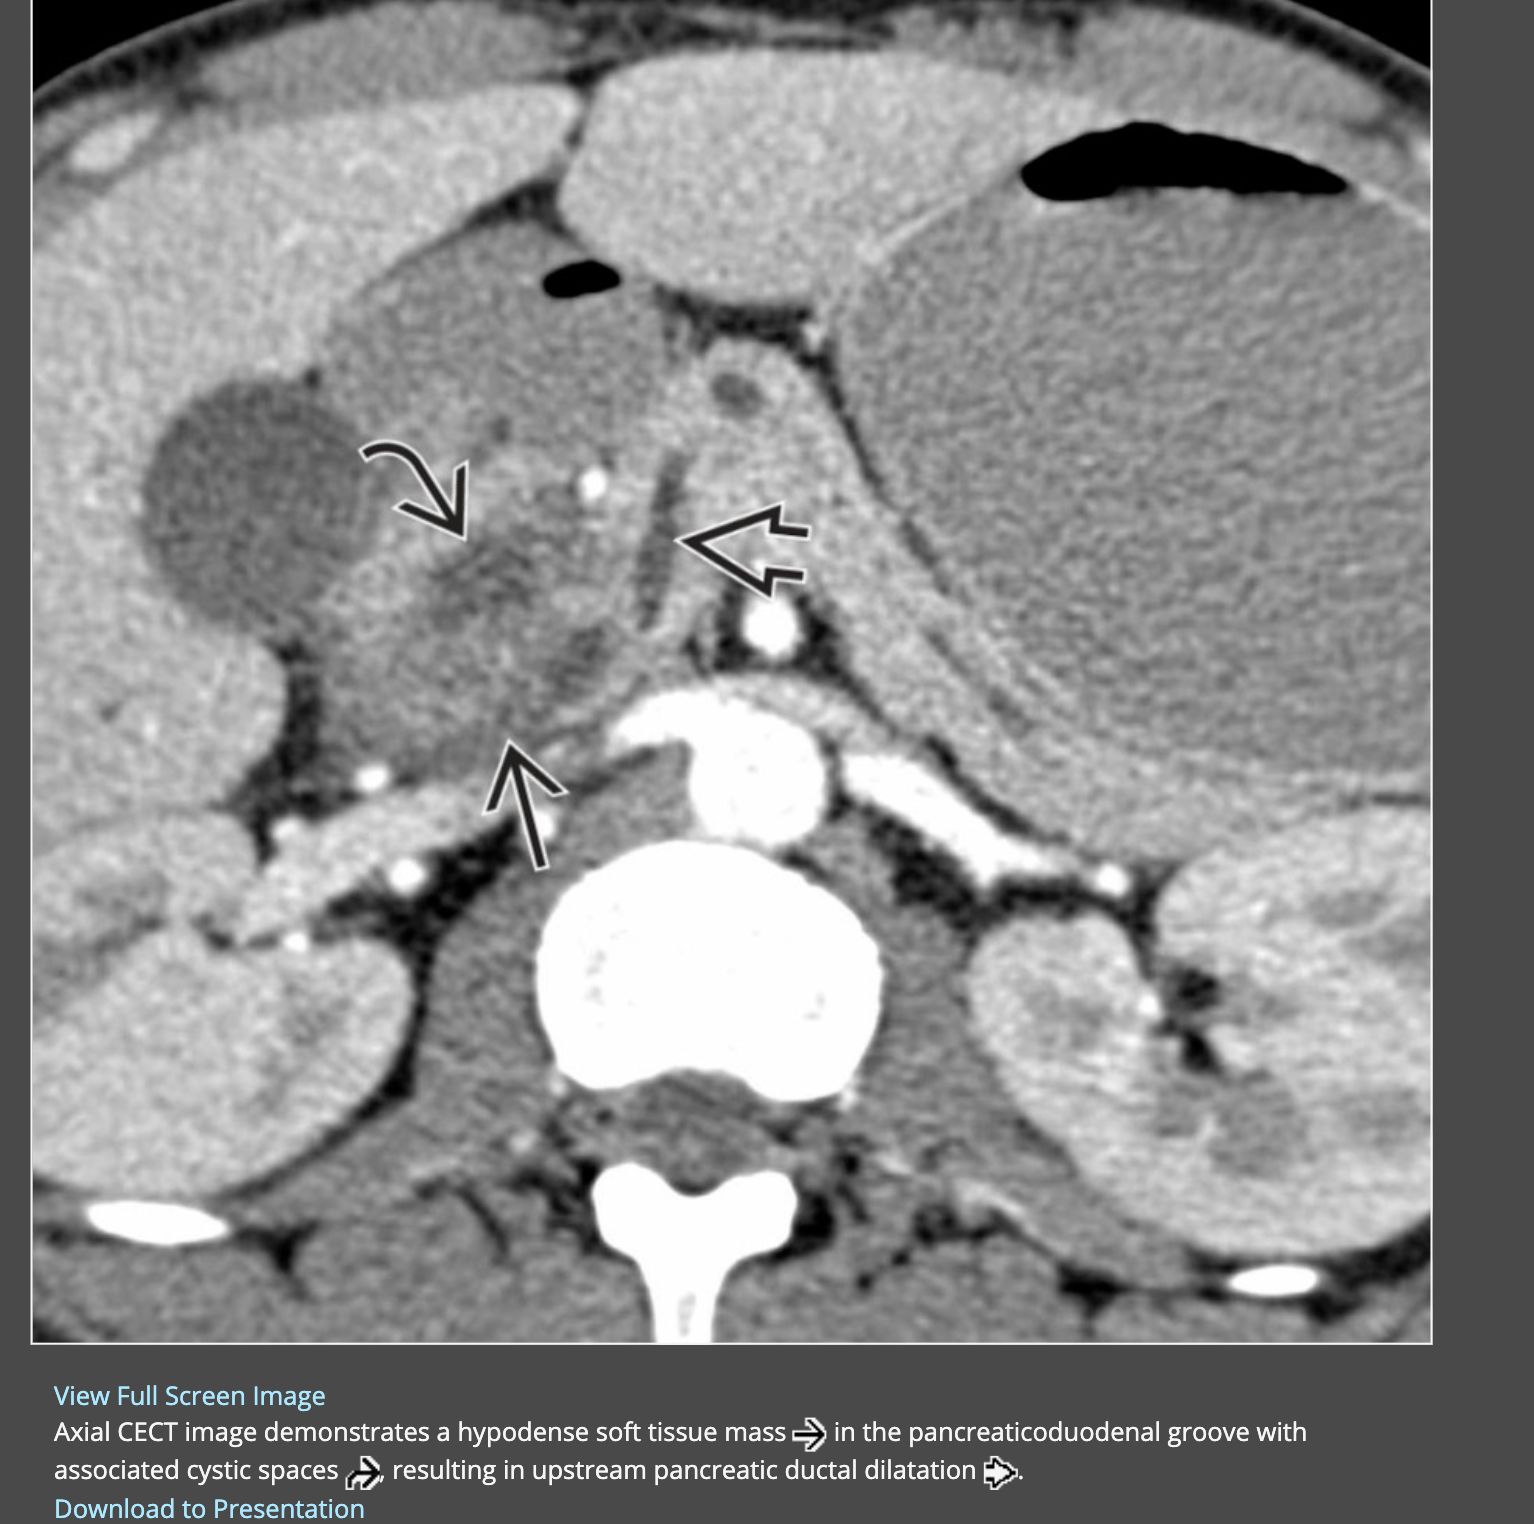 View Full Screen Image
Axial CECT image demonstrates a hypodense soft tissue mass in the pancreaticoduodenal groove with
associated cystic spaces , resulting in upstream pancreatic ductal dilatation .
Download to Presentation